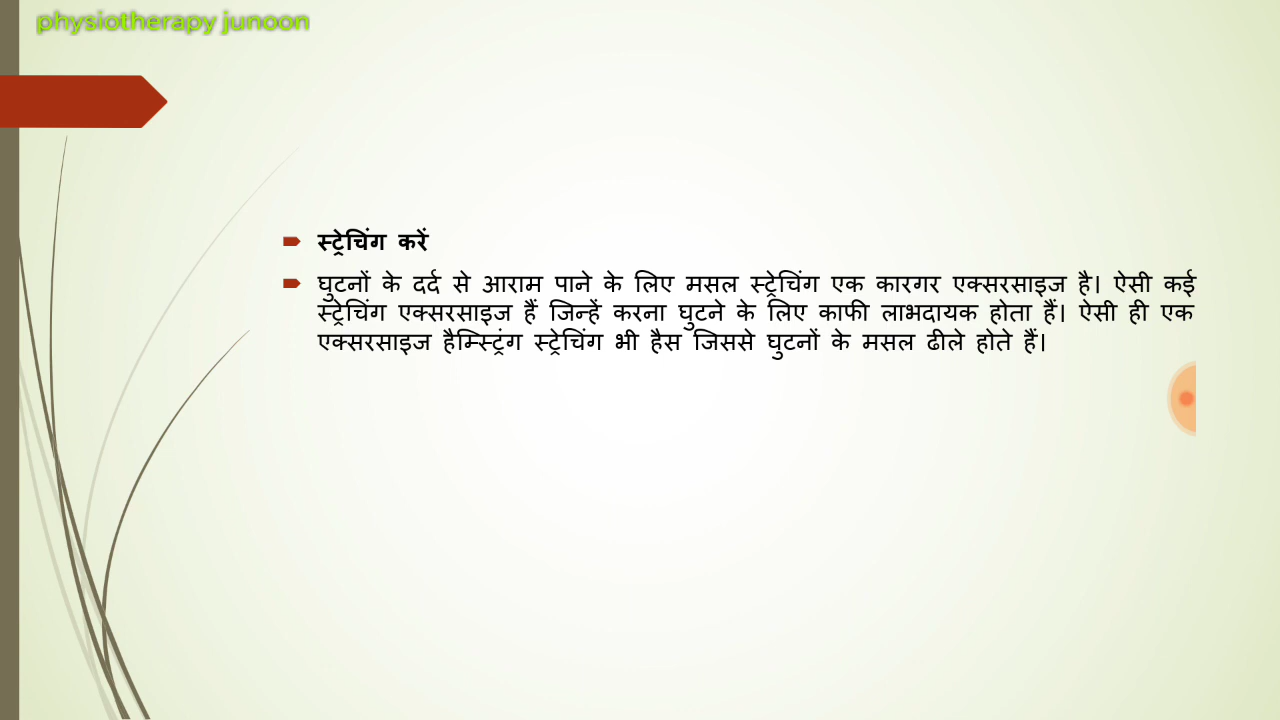 physiotherapy junoon
स्ट्रेचिंग करें
घुटनों के दर्द से आराम पाने के लिए मसल स्ट्रेचिंग एक कारगर एक्सरसाइज है। ऐसी कई
स्ट्रेचिंग एक्सरसाइज हैं जिन्हें करना घुटने के लिए काफी लाभदायक होता हैं। ऐसी ही एक
एक्सरसाइज हैम्स्ट्रिंग स्ट्रेचिंग भी हैस जिससे घुटनों के मसल ढीले होते हैं।